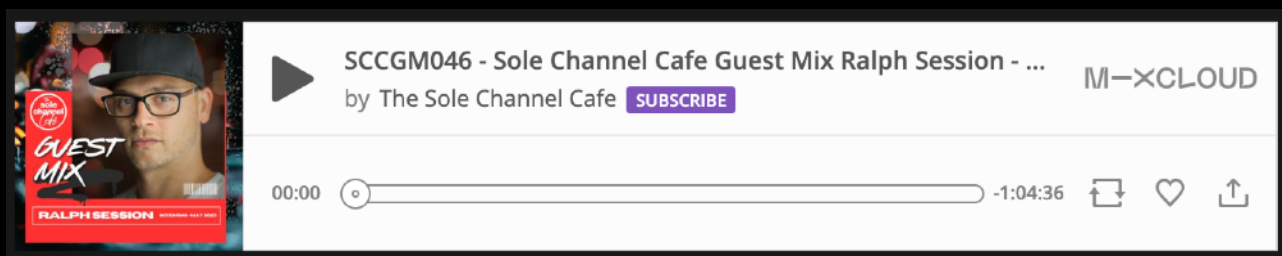 SCCGM046 - Sole Channel Cafe Guest Mix Ralph Session - ...
by The Sole Channel Cafe SUBSCRIBE
M—XCLOUD
sole
channel
GUEST
MIX
RALPH SESSION
00:00
-1:04:36